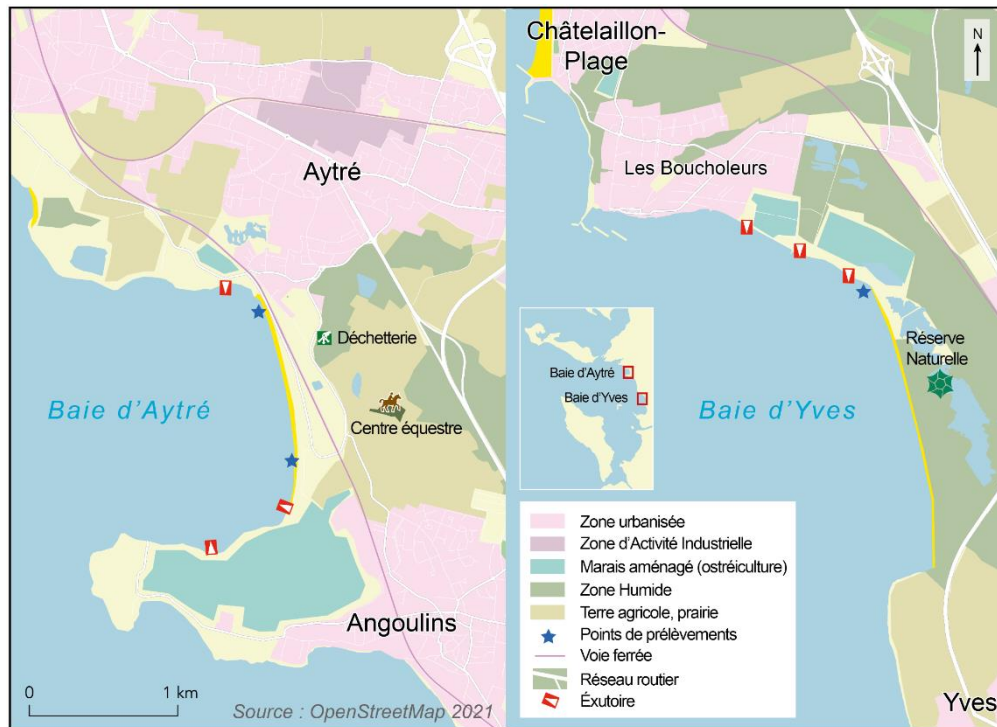 Aytré
Déchetterie
Baie d'Aytré
Centre équestre
Angoulins
0 1 km
Source : OpenStreetMap 2021
Châtelaillon-
Plage
N
Les Boucholeurs
Réserve
Naturelle
Baie d'Aytré
Baie d'Yves
Baie d'Yves
Zone urbanisée
Zone d'Activité Industrielle
Marais aménagé (ostréiculture)
Zone Humide
Terre agricole, prairie
Points de prélèvements
Voie ferrée
Réseau routier
Éxutoire
Yves